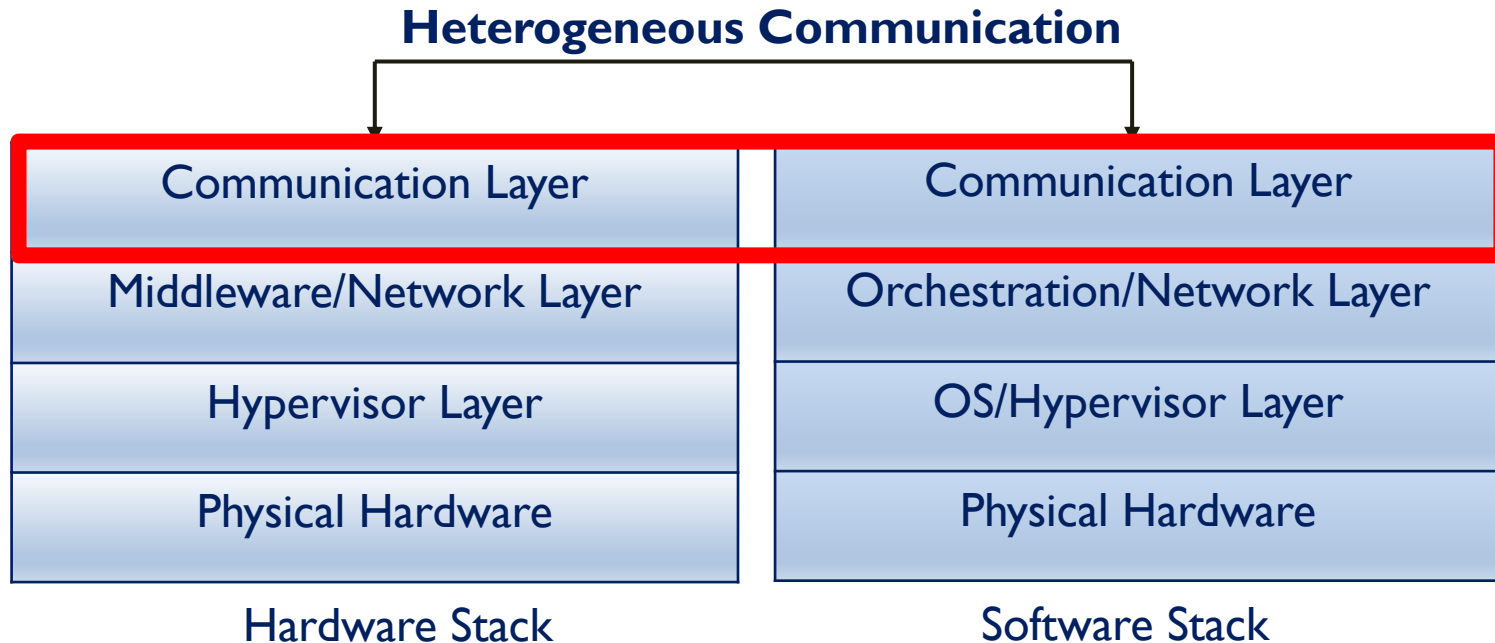 Heterogeneous Communication
Communication Layer
Communication Layer
Middleware/Network Layer
Orchestration/Network Layer
Hypervisor Layer
OS/Hypervisor Layer
Physical Hardware
Physical Hardware
Hardware Stack
Software Stack